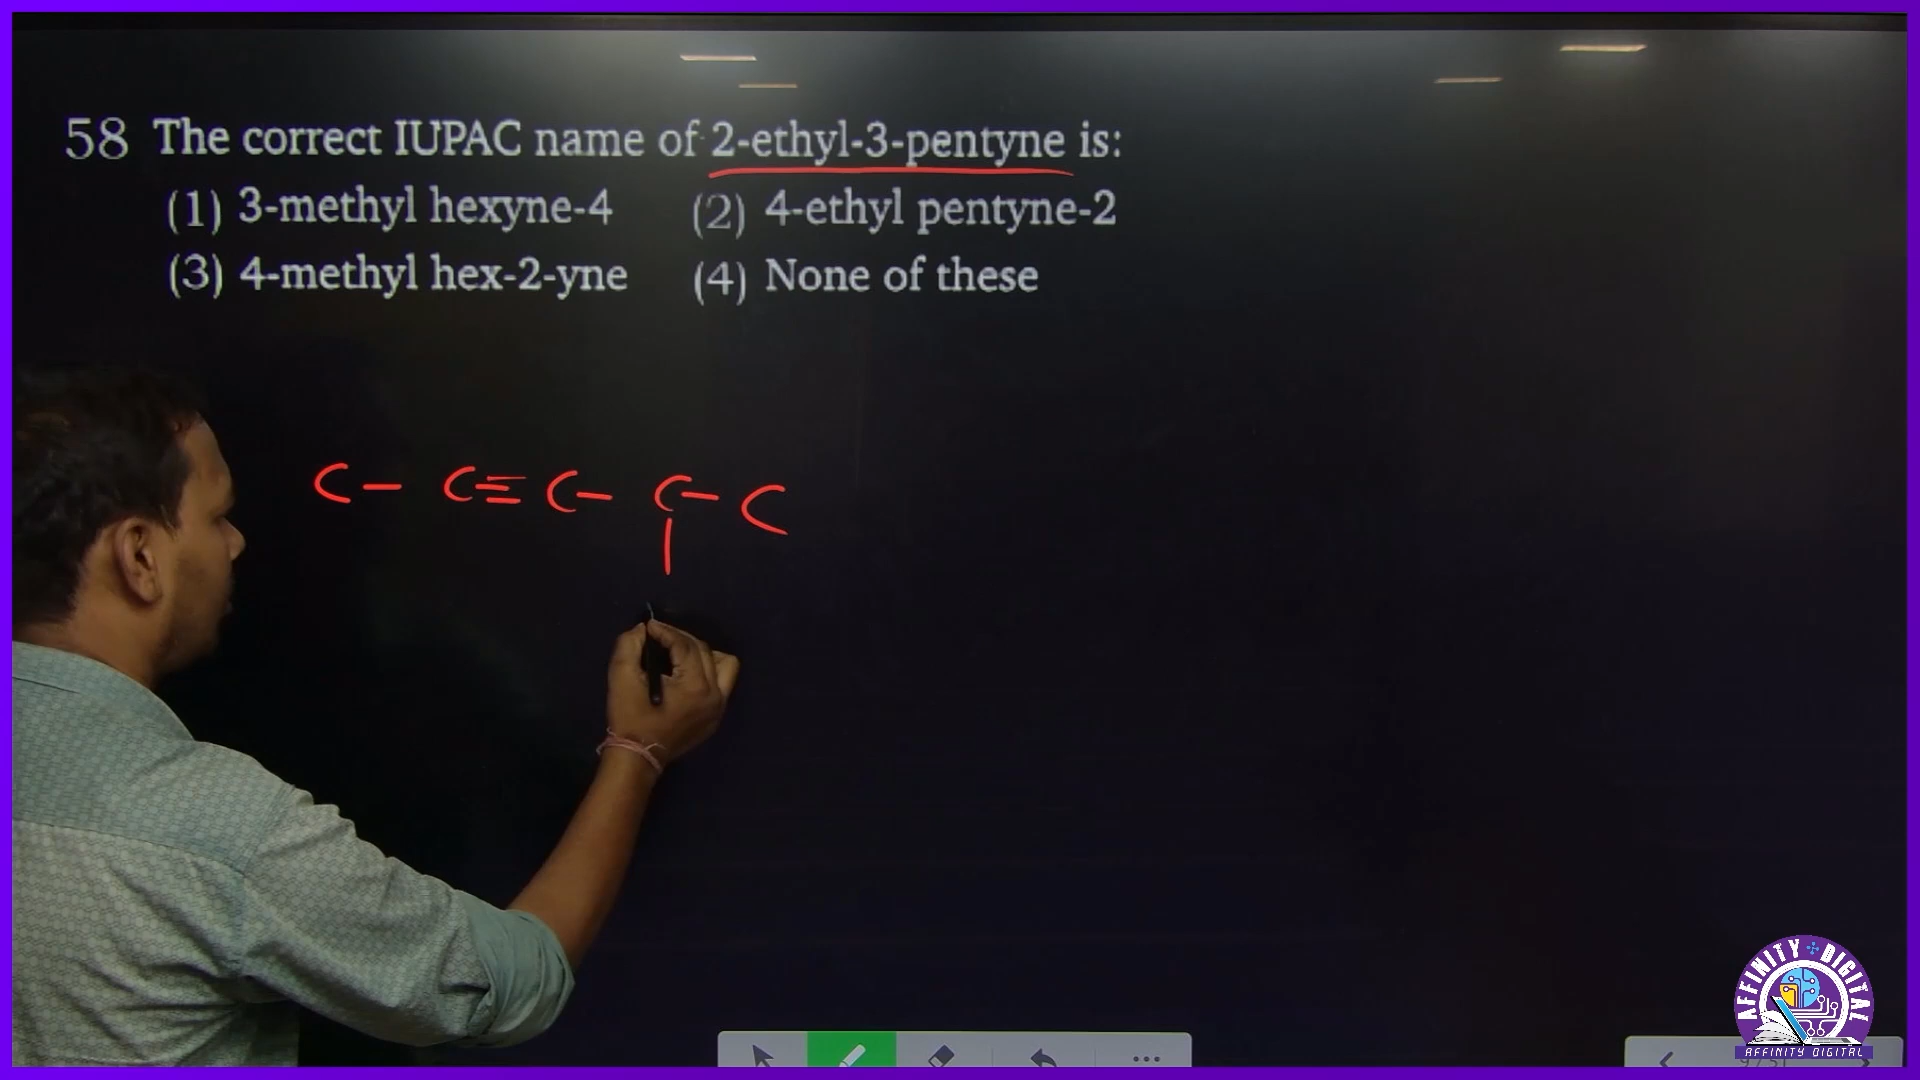 58 The correct IUPAC name of 2-ethyl-3-pentyne is:
(1) 3-methyl hexyne-4 (2) 4-ethyl pentyne-2
(3) 4-methyl hex-2-yne (4) None of these
C - C ≡ C - C - C
|
AFFINITY DIGITAL
AFFINITY DIGITAL